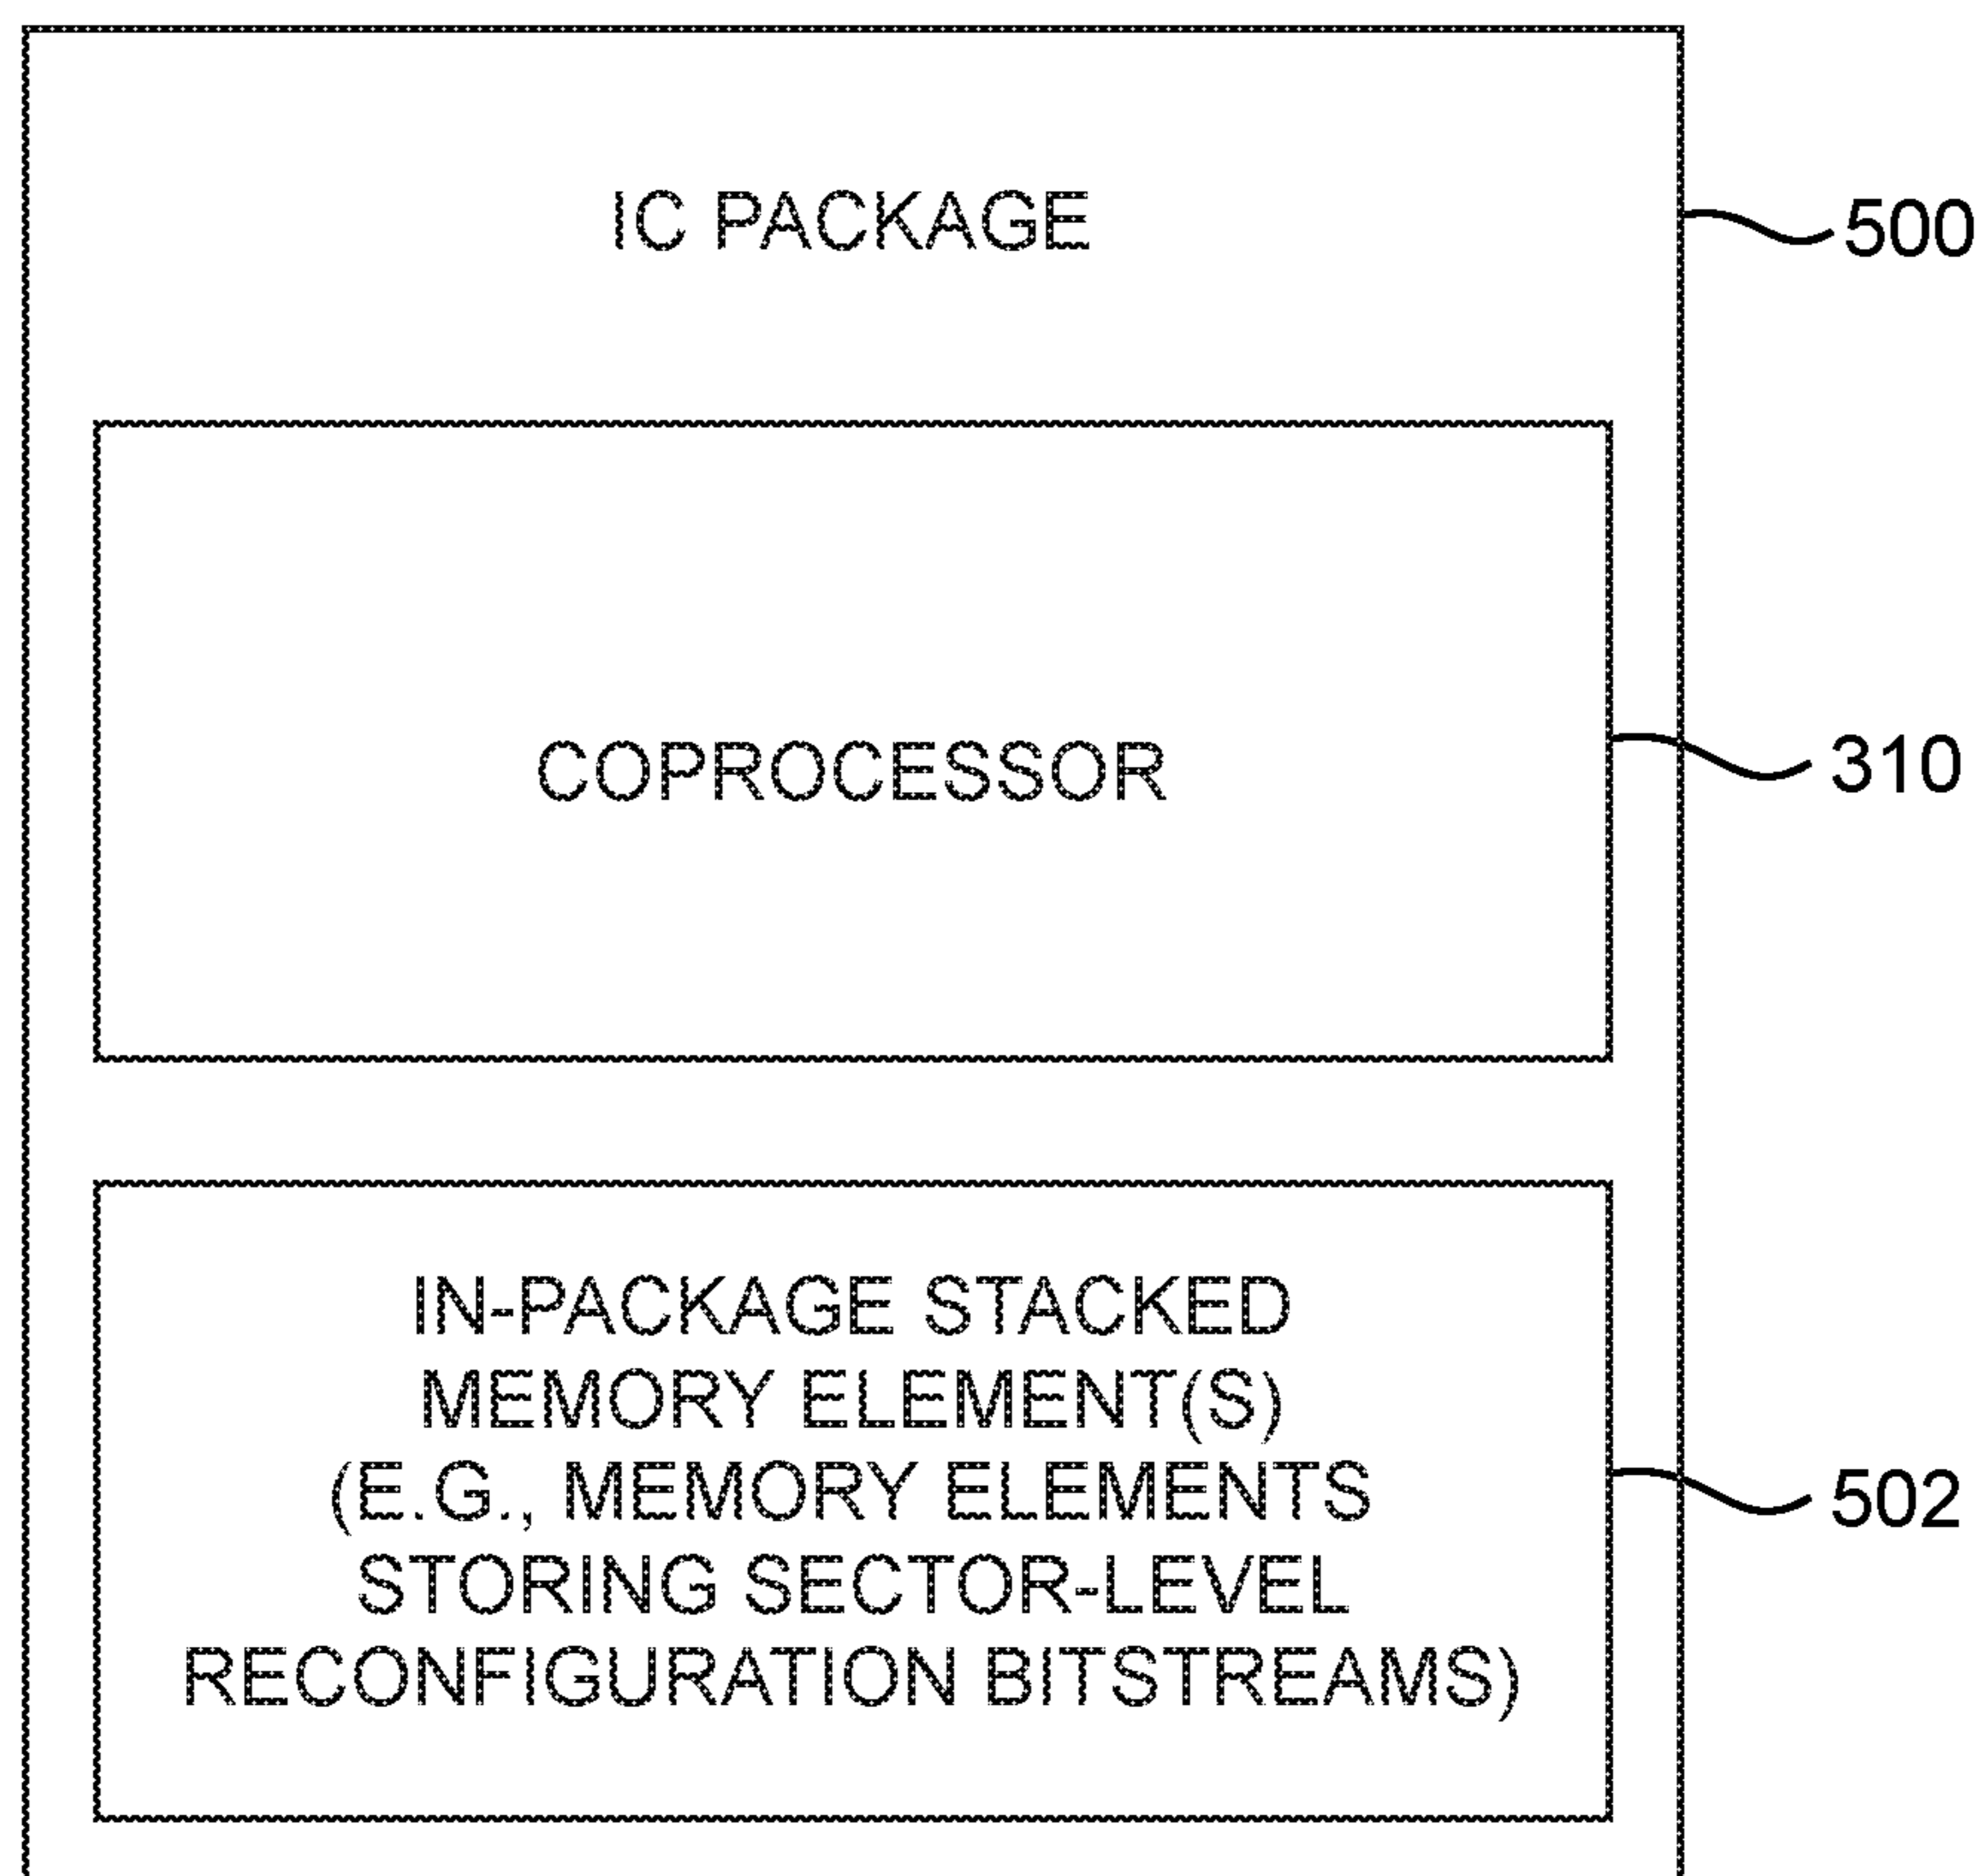 IC PACKAGE
500
COPROCESSOR
310
IN-PACKAGE STACKED
MEMORY ELEMENT(S)
(E.G., MEMORY ELEMENTS
STORING SECTOR-LEVEL
RECONFIGURATION BITSTREAMS)
502